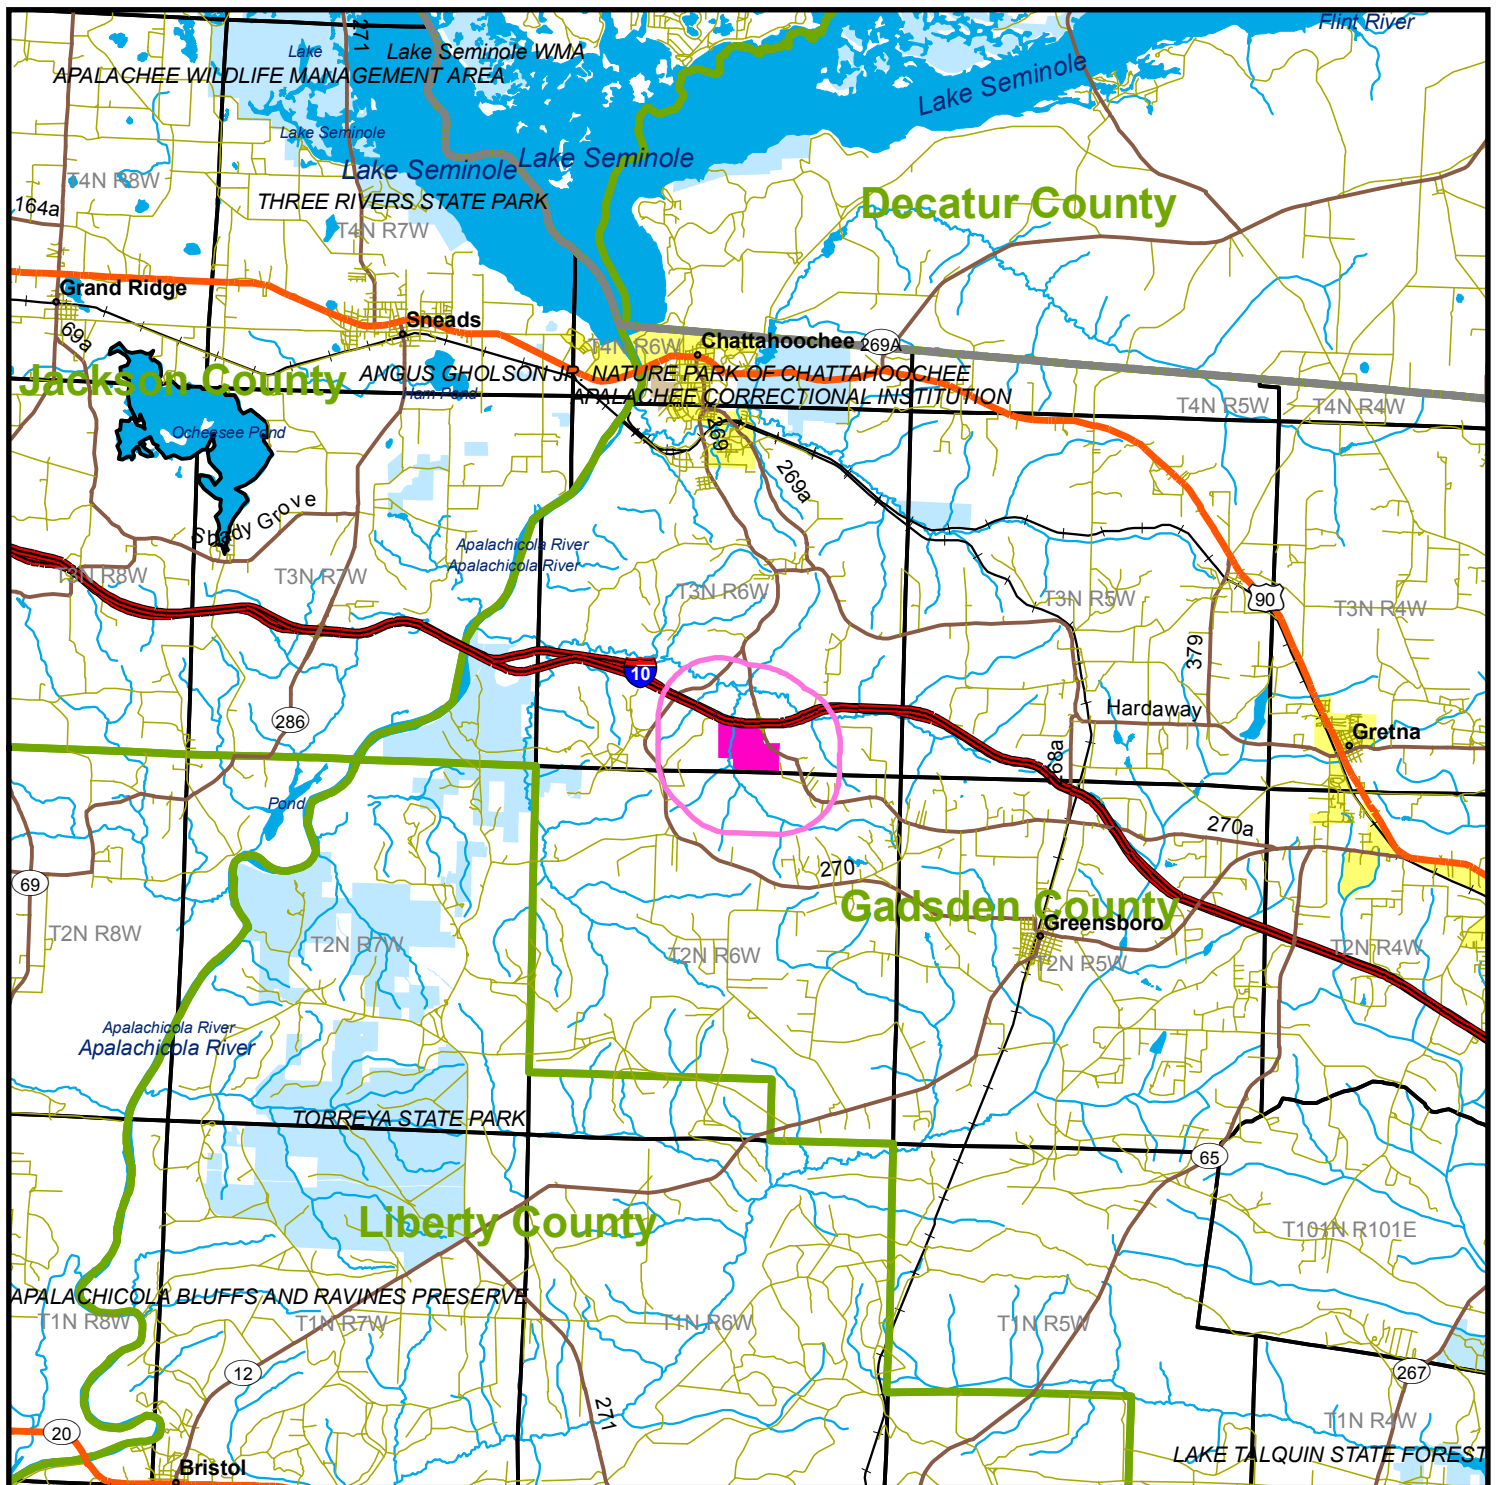 Flint River
271
Lake
Lake Seminole WMA
APALACHEE WILDLIFE MANAGEMENT AREA
Lake Seminole
Lake Seminole
Lake Seminole
Lake Seminole
T4N R8W
THREE RIVERS STATE PARK
Decatur County
164a
T4N R7W
Grand Ridge
Sneads
69a
T4N R6W
Chattahoochee
269A
Jackson County
ANGUS GHOLSON JR. NATURE PARK OF CHATTAHOOCHEE
Ham Pond
APALACHEE CORRECTIONAL INSTITUTION
T4N R5W
T4N R4W
Ocheesee Pond
269
269a
Shady Grove
Apalachicola River
Apalachicola River
T3N R8W
T3N R7W
T3N R6W
T3N R5W
90
T3N R4W
379
10
286
Hardaway
Gretna
268a
Pond
270a
270
69
Gadsden County
Greensboro
T2N R8W
T2N R7W
T2N R6W
T2N R5W
T2N R4W
Apalachicola River
Apalachicola River
TORREYA STATE PARK
65
Liberty County
T101N R101E
APALACHICOLA BLUFFS AND RAVINES PRESERVE
T1N R8W
T1N R7W
T1N R6W
T1N R5W
12
267
271
T1N R4W
20
LAKE TALQUIN STATE FOREST
Bristol